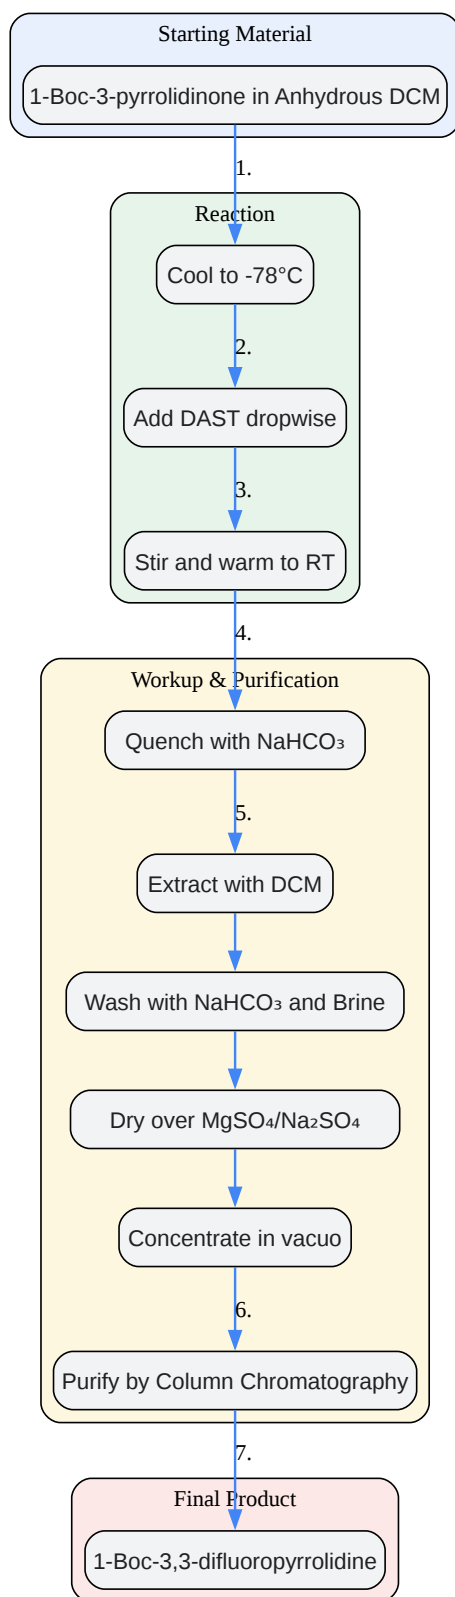 Starting Material
1-Boc-3-pyrrolidinone in Anhydrous DCM
1.
Reaction
Cool to -78°C
2.
Add DAST dropwise
3.
Stir and warm to RT
4.
Workup & Purification
Quench with NaHCO₃
5.
Extract with DCM
Wash with NaHCO₃ and Brine
Dry over MgSO₄/Na₂SO₄
Concentrate in vacuo
6.
Purify by Column Chromatography
7.
Final Product
1-Boc-3,3-difluoropyrrolidine